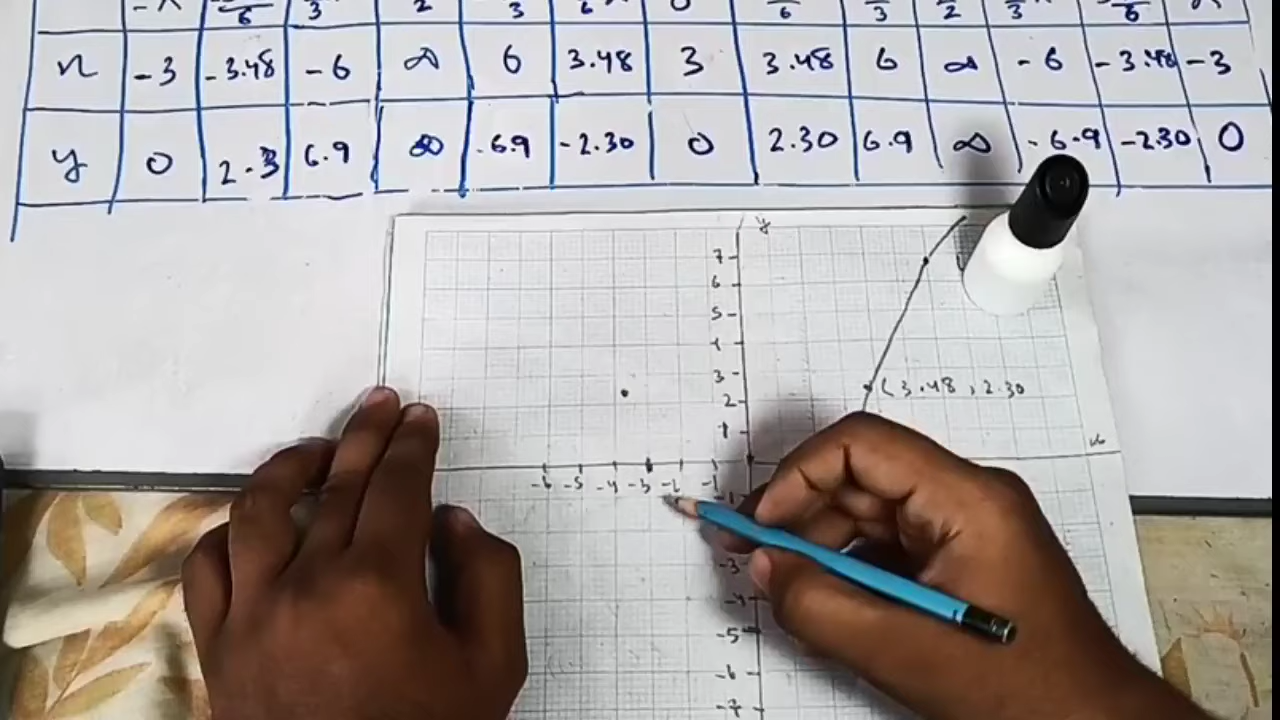 x -3 -3.48 -6 ∞ 6 3.48 3 3.48 6 ∞ -6 -3.48 -3
y 0 2.3 6.9 ∞ -6.9 -2.30 0 2.30 6.9 ∞ -6.9 -2.30 0
y
7
6
5
4
3
(3.48, 2.30
2
1
x
-6 -5 -4 -3 -2 -1
-1
-3
-4
-5
-6
-7